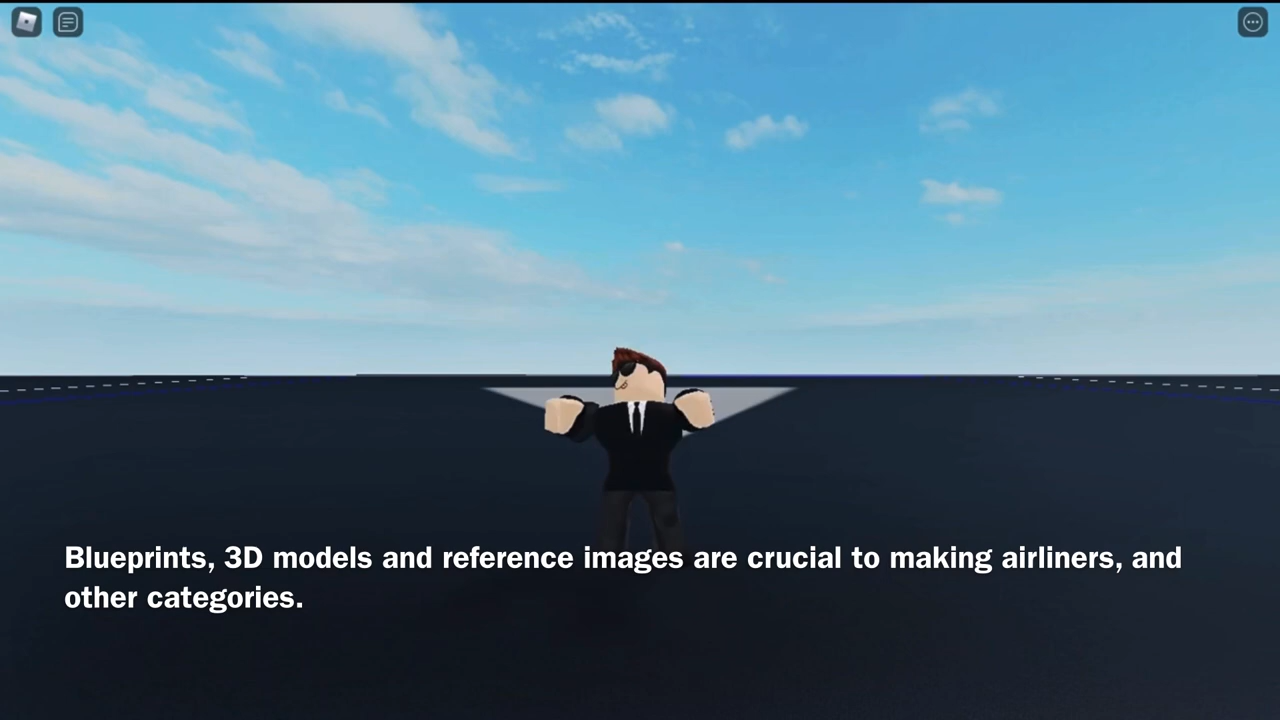 Blueprints, 3D models and reference images are crucial to making airliners, and
other categories.